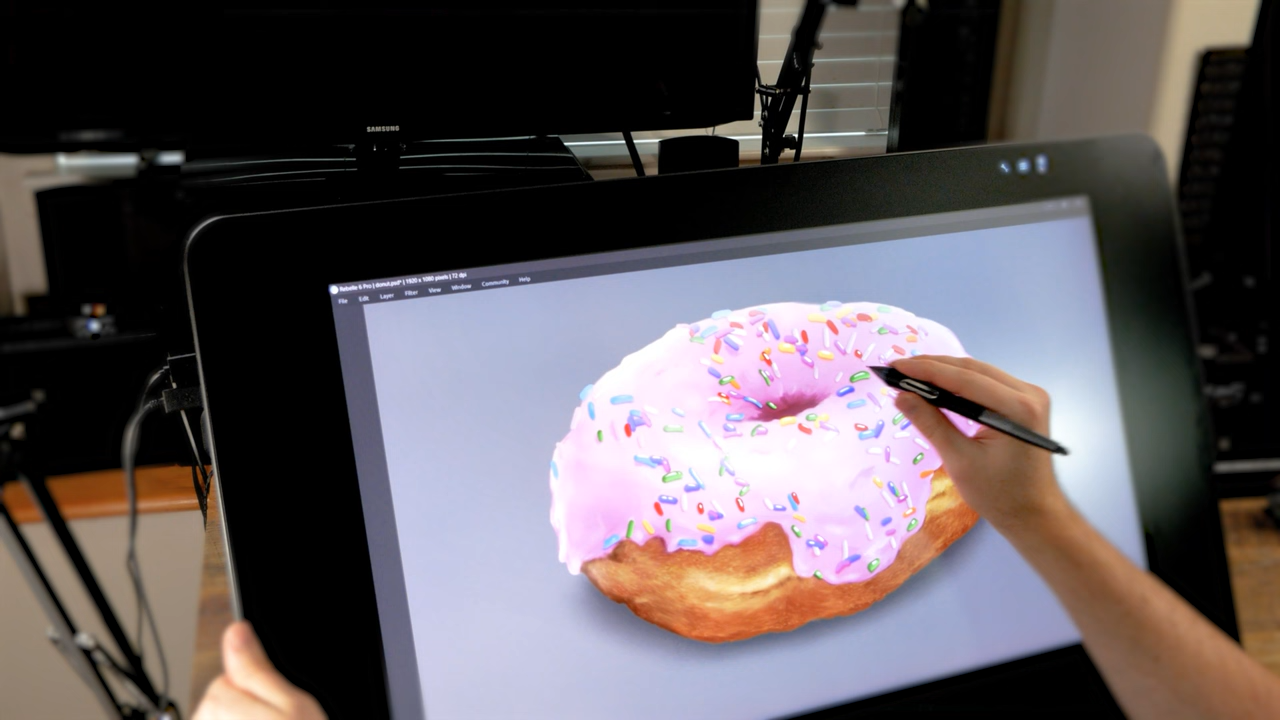 SAMSUNG
Rebelle 6 Pro | donut.psd* | 1920 x 1080 pixels | 72 dpi
File Edit Layer Filter View Window Community Help